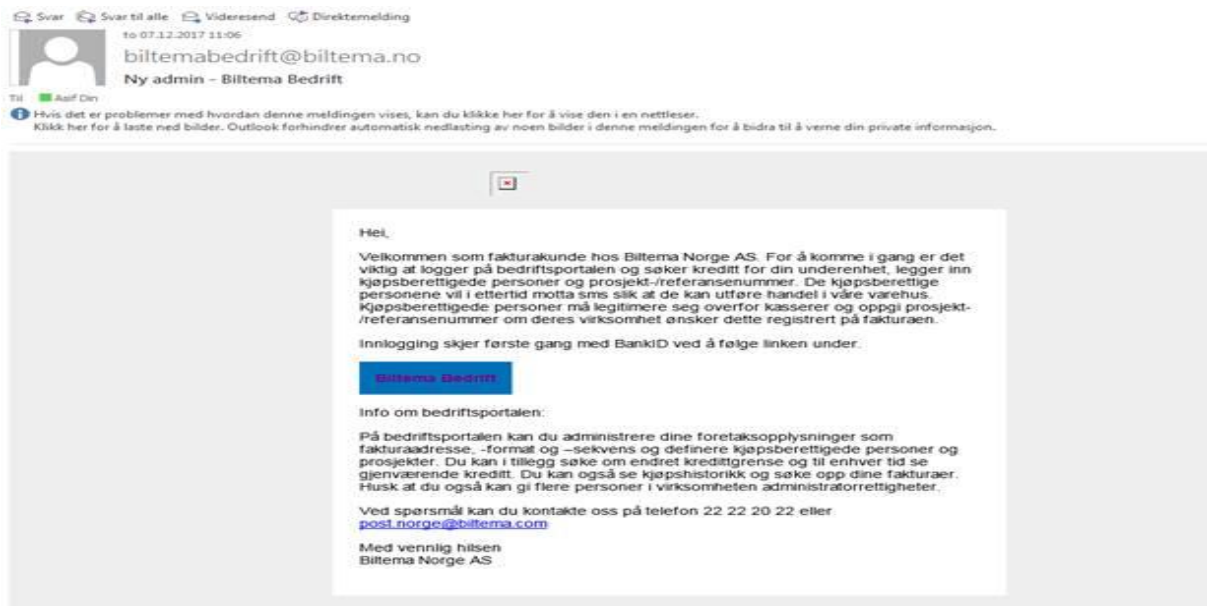 Svar Svar til alle Videresend Direktemelding
to 07.12.2017 11:06
biltemabedrift@biltema.no
Ny admin - Biltema Bedrift
Til Asif Din
Hvis det er problemer med hvordan denne meldingen vises, kan du klikke her for å vise den i en nettleser.
Klikk her for å laste ned bilder. Outlook forhindrer automatisk nedlasting av noen bilder i denne meldingen for å bidra til å verne din private informasjon.
Hei,
Velkommen som fakturakunde hos Biltema Norge AS. For å komme i gang er det
viktig at logger på bedriftsportalen og søker kreditt for din underenhet, legger inn
kjøpsberettigede personer og prosjekt-/referansenummer. De kjøpsberettige
personene vil i ettertid motta sms slik at de kan utføre handel i våre varehus.
Kjøpsberettigede personer må legitimere seg overfor kasserer og oppgi prosjekt-
/referansenummer om deres virksomhet ønsker dette registrert på fakturaen.
Innlogging skjer første gang med BankID ved å følge linken under.
Biltema Bedrift
Info om bedriftsportalen:
På bedriftsportalen kan du administrere dine foretaksopplysninger som
fakturaadresse, -format og –sekvens og definere kjøpsberettigede personer og
prosjekter. Du kan i tillegg søke om endret kredittgrense og til enhver tid se
gjenværende kreditt. Du kan også se kjøpshistorikk og søke opp dine fakturaer.
Husk at du også kan gi flere personer i virksomheten administratorrettigheter.
Ved spørsmål kan du kontakte oss på telefon 22 22 20 22 eller
post.norge@biltema.com
Med vennlig hilsen
Biltema Norge AS